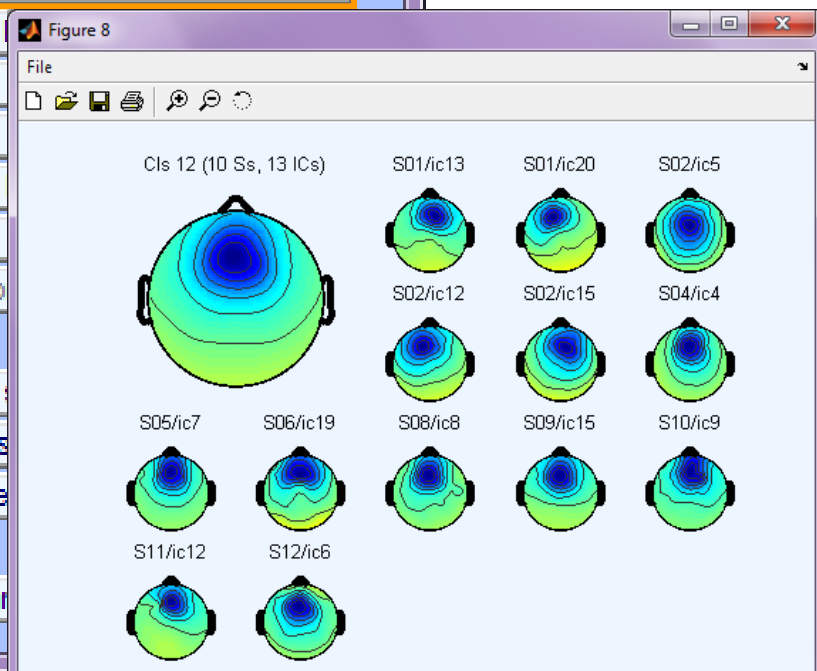 Figure 8
File
Cls 12 (10 Ss, 13 ICs)
S01/ic13
S01/ic20
S02/ic5
S02/ic12
S02/ic15
S04/ic4
S05/ic7
S06/ic19
S08/ic8
S09/ic15
S10/ic9
S11/ic12
S12/ic6